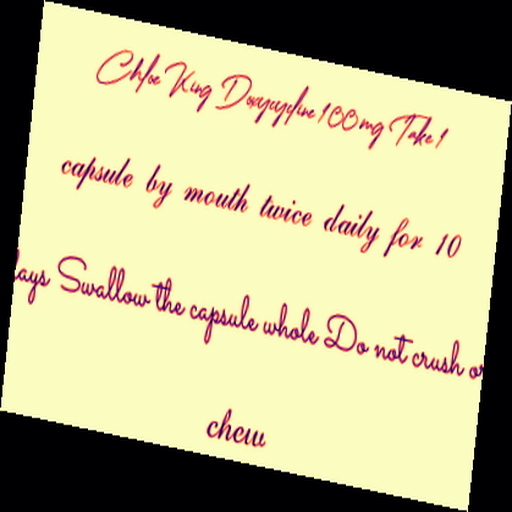 Chloe King Doxycycline 100mg Take 1
capsule by mouth twice daily for 10
days Swallow the capsule whole Do not crush or
chew